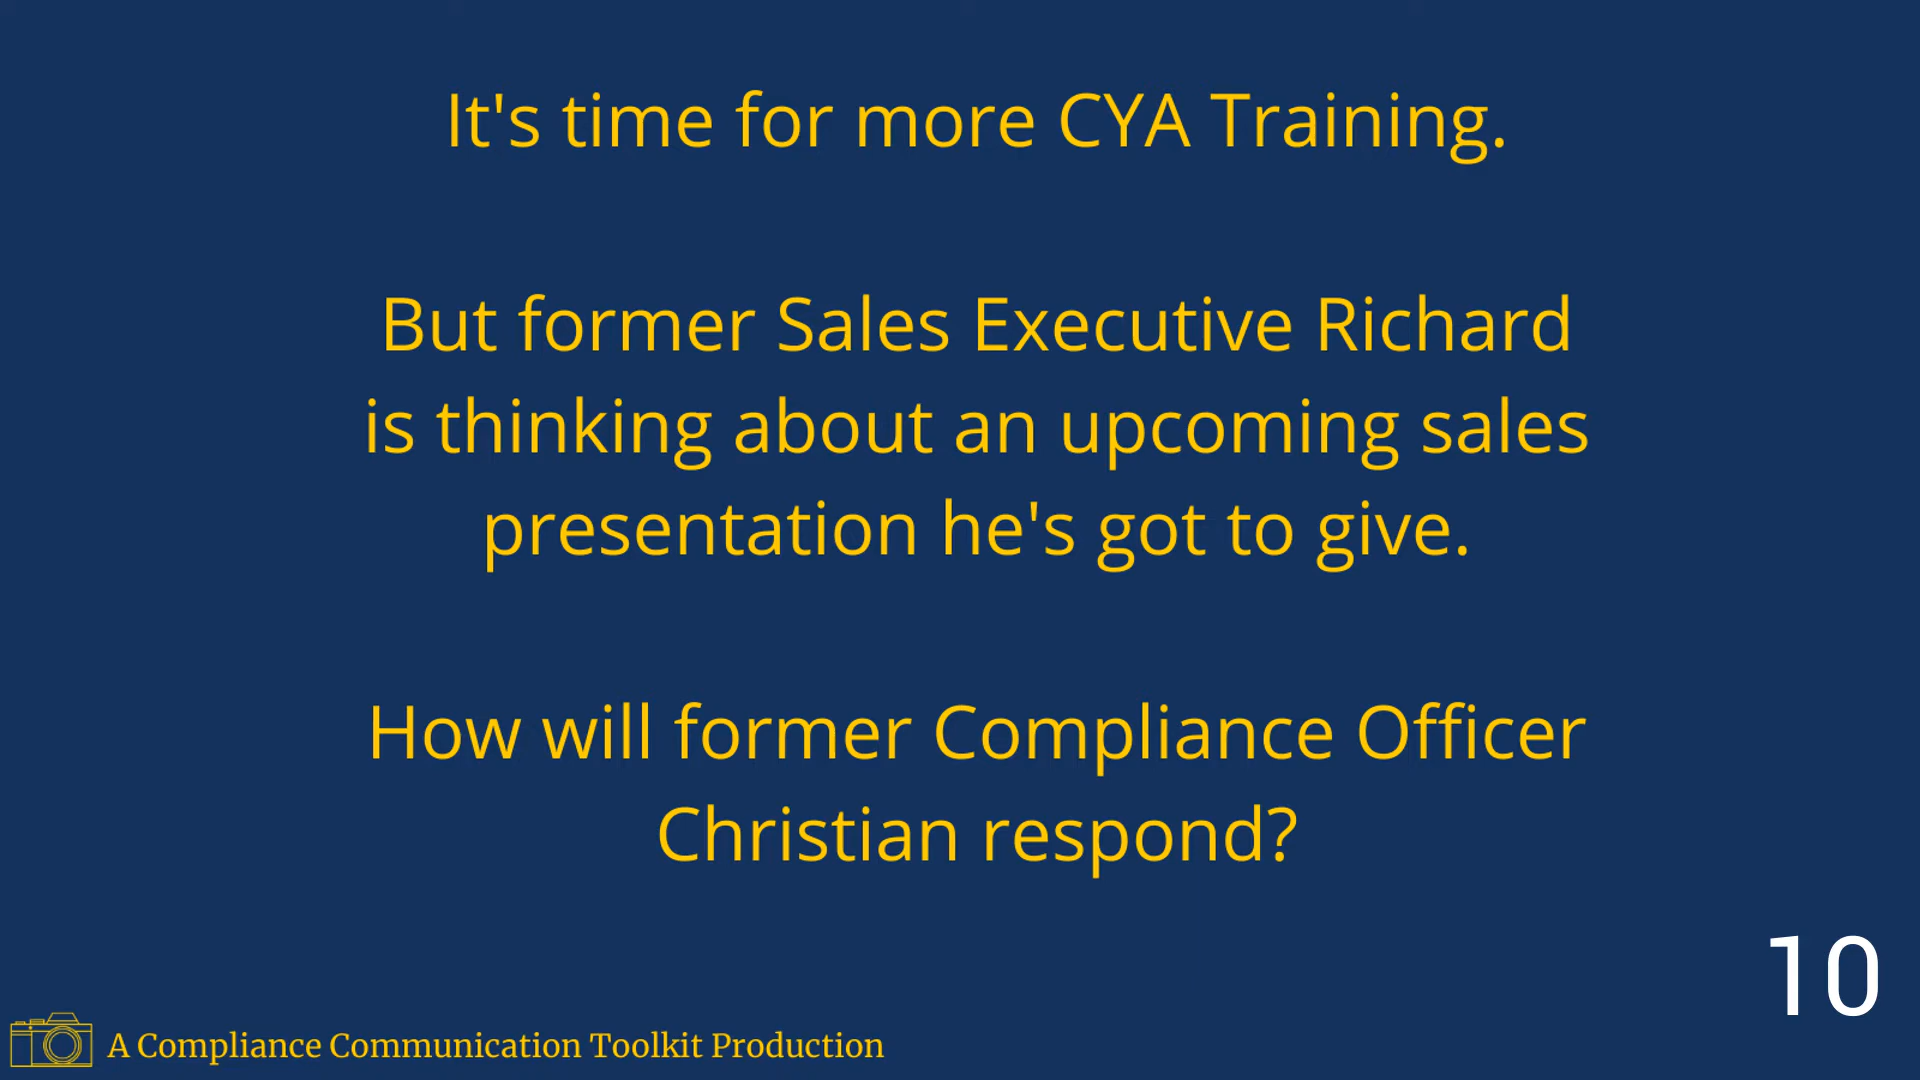 It's time for more CYA Training.
But former Sales Executive Richard
is thinking about an upcoming sales
presentation he's got to give.
How will former Compliance Officer
Christian respond?
10
A Compliance Communication Toolkit Production